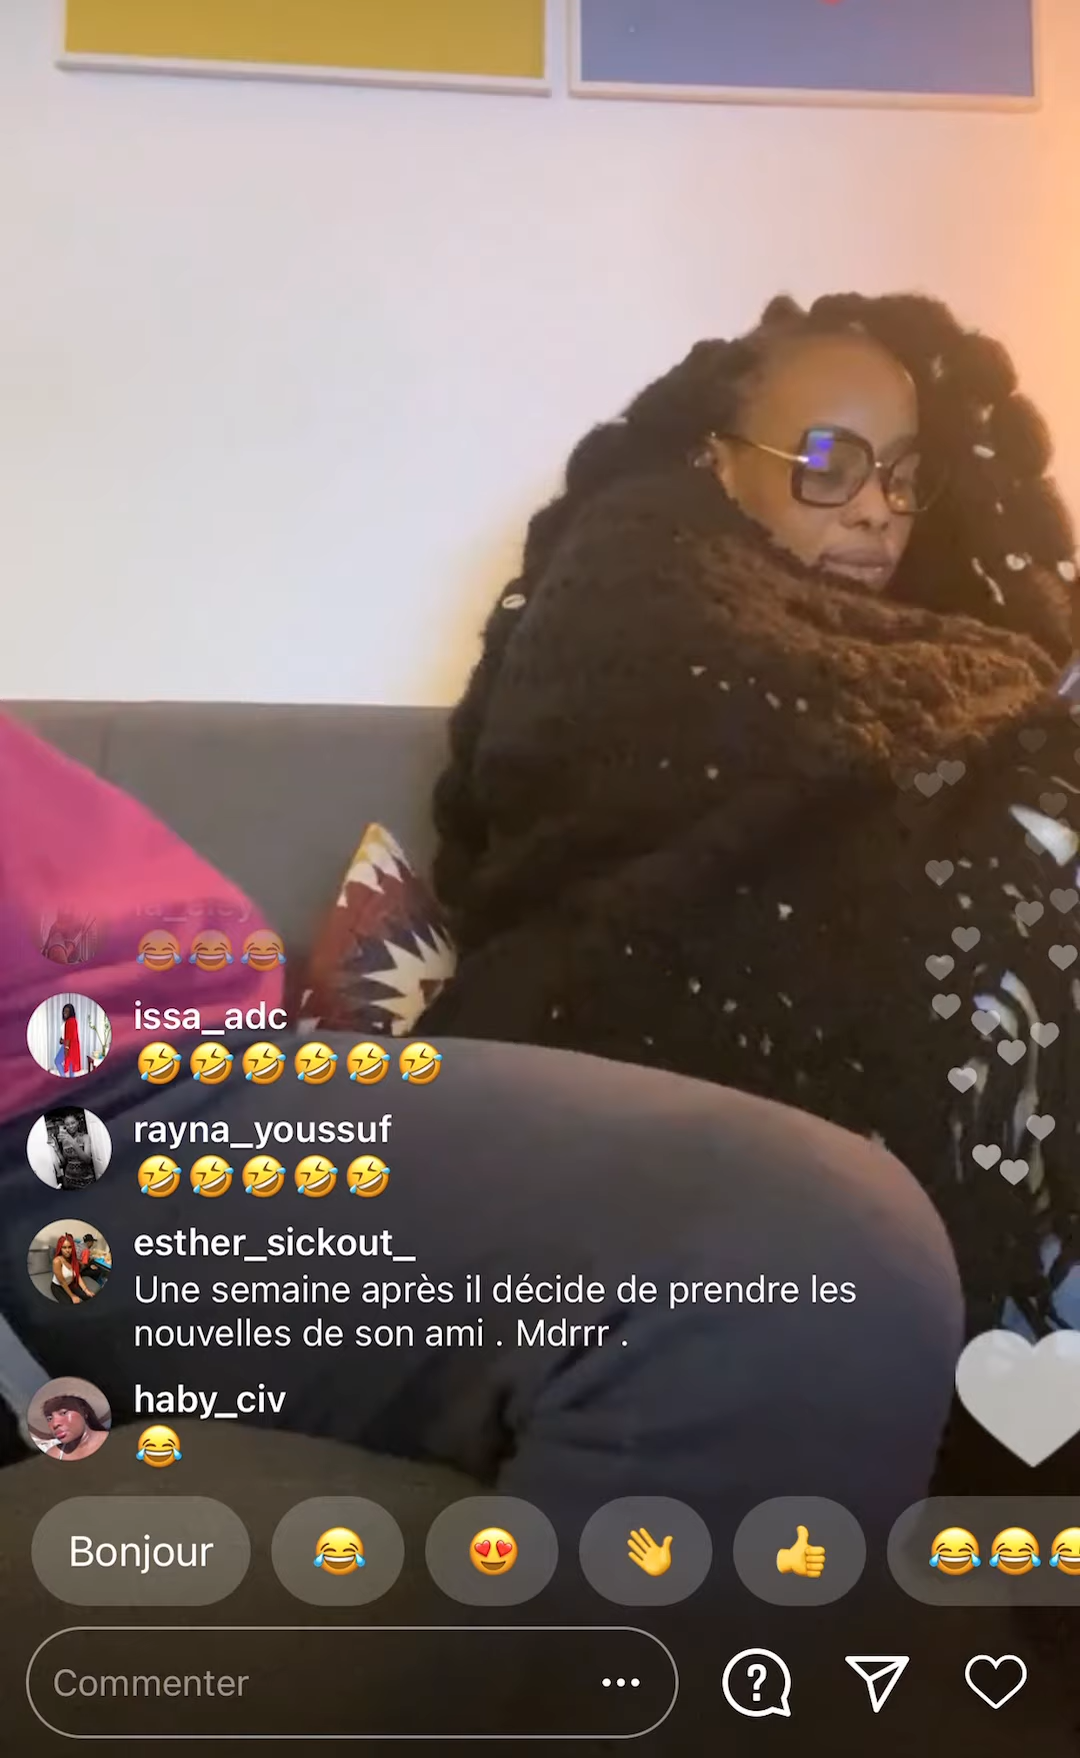 😂😂😂
issa_adc
🤣🤣🤣🤣🤣🤣
rayna_youssuf
🤣🤣🤣🤣🤣
esther_sickout_
Une semaine après il décide de prendre les
nouvelles de son ami . Mdrrr .
haby_civ
😂
Bonjour 😂 😍 👋 👍 😂😂😂
Commenter ...